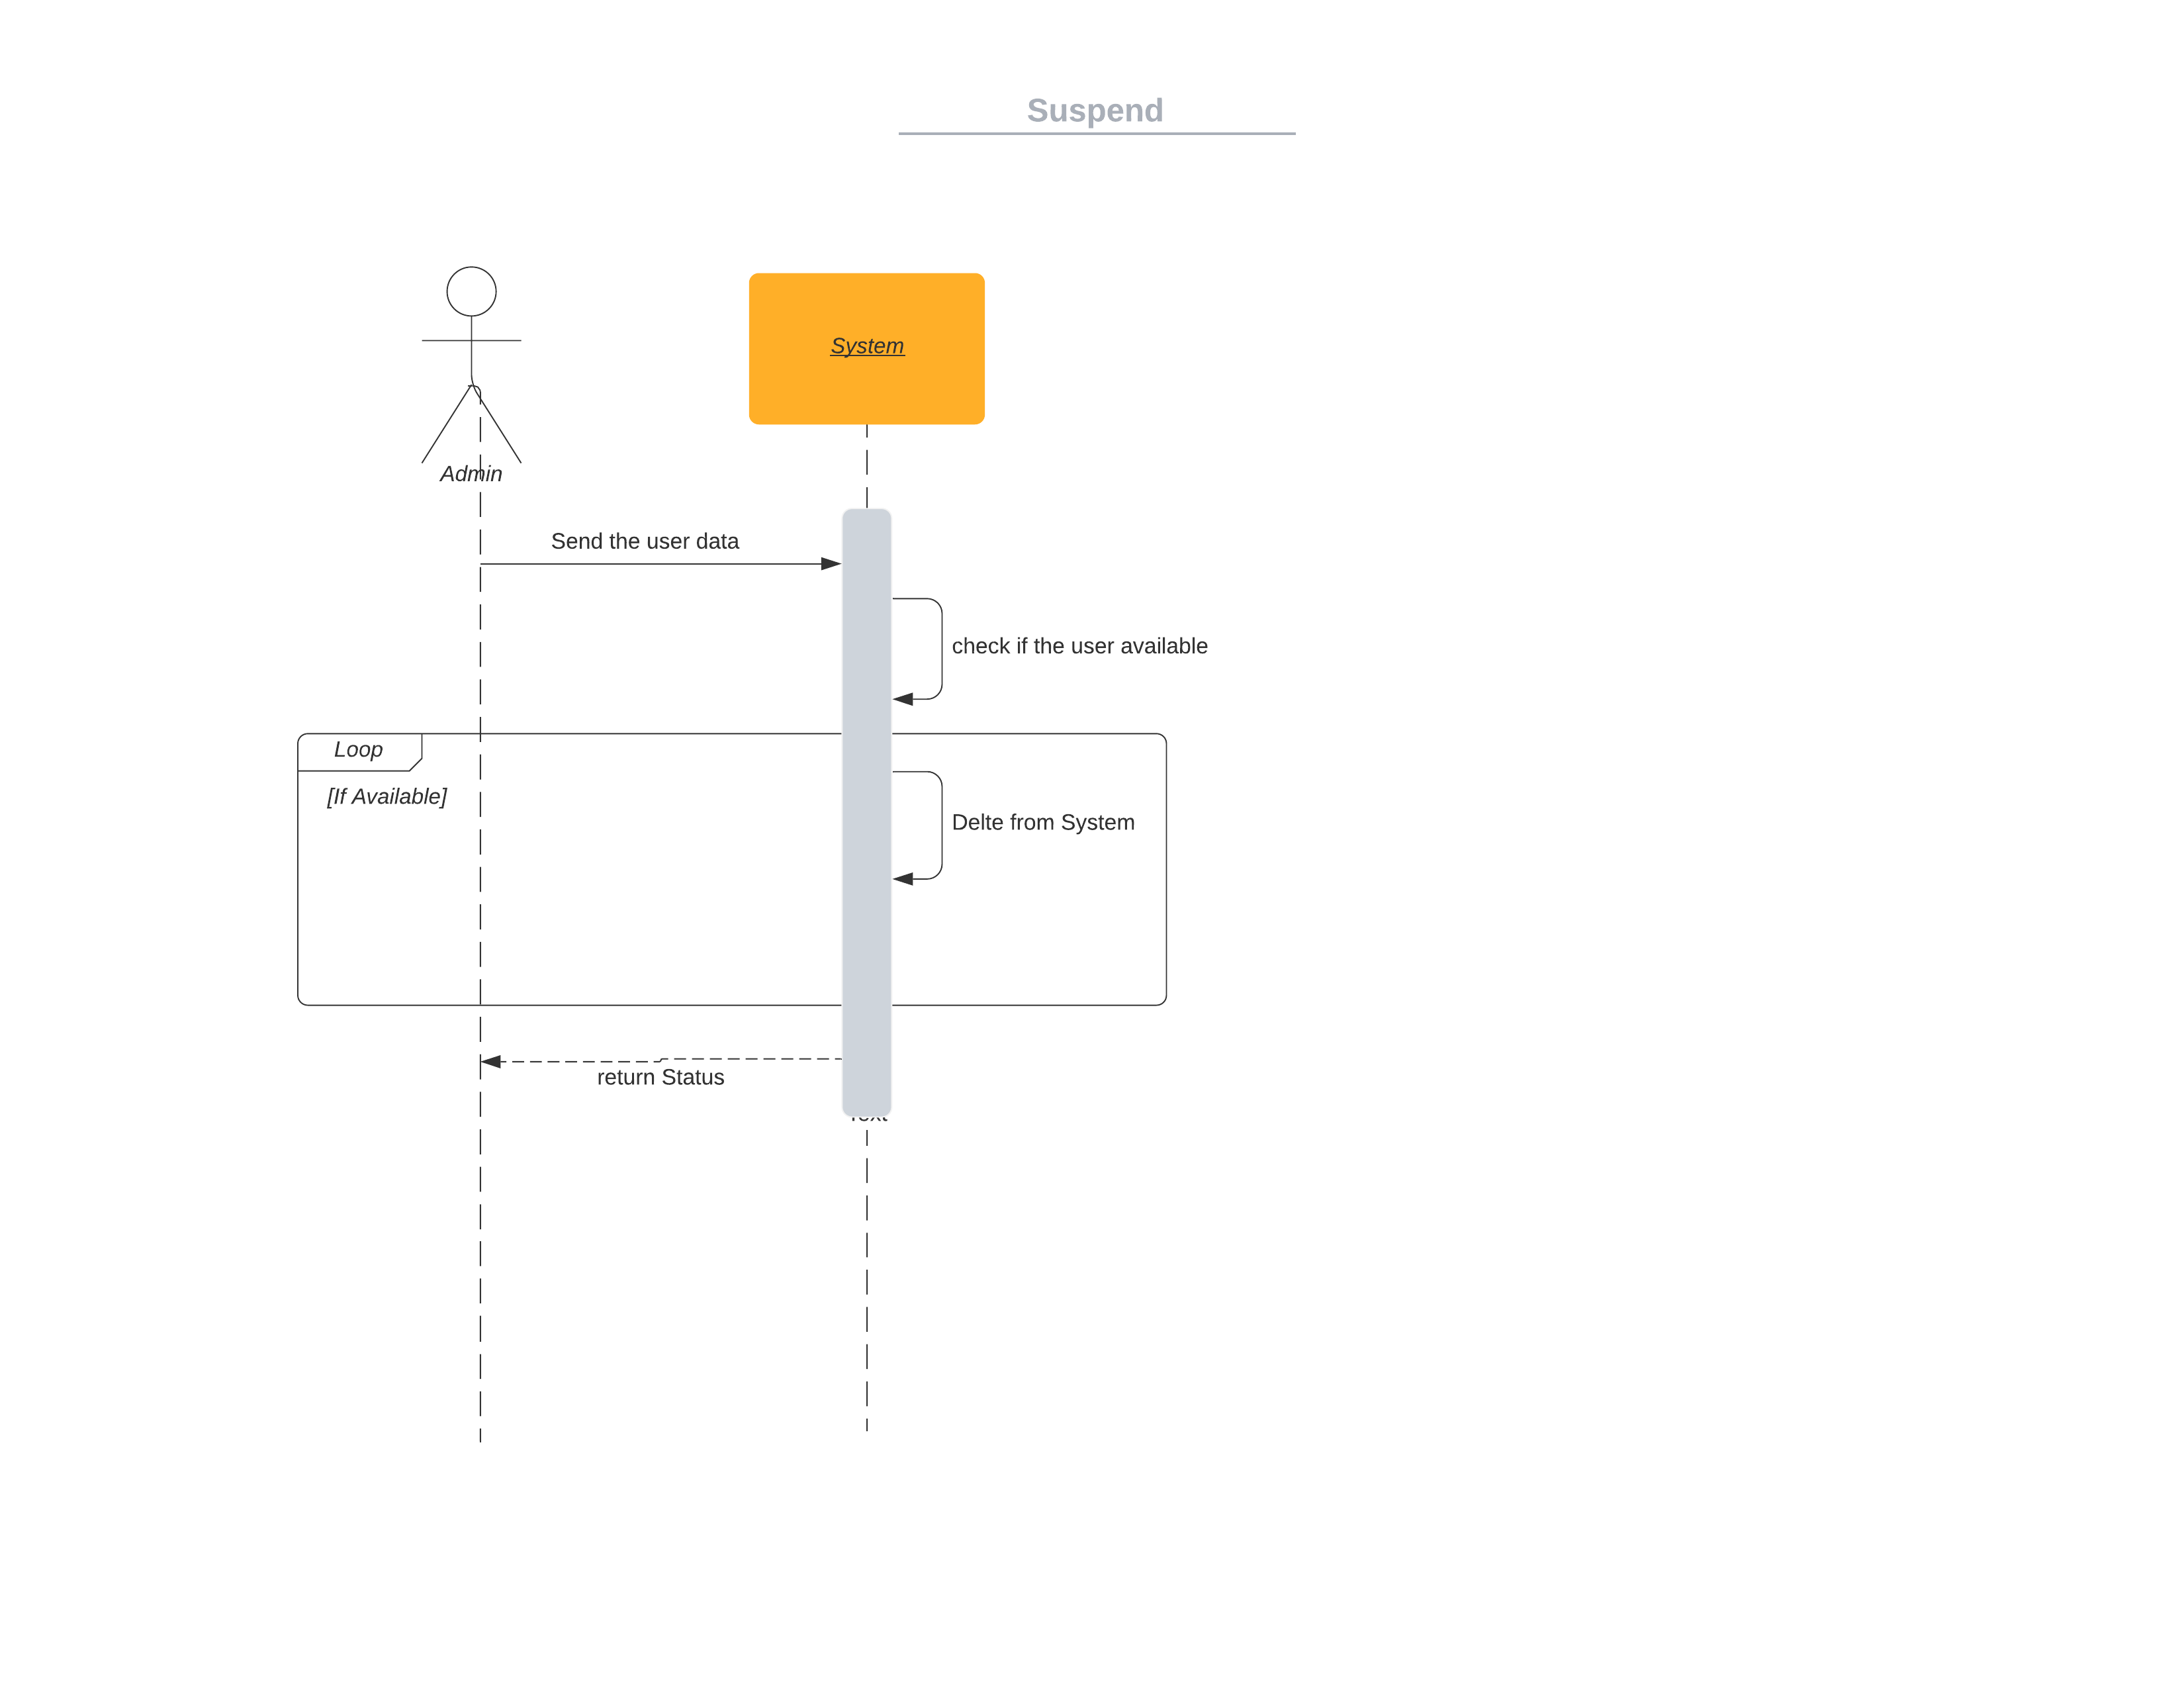 Suspend
System
Admin
Send the user data
check if the user available
Loop
[If Available]
Delte from System
return Status